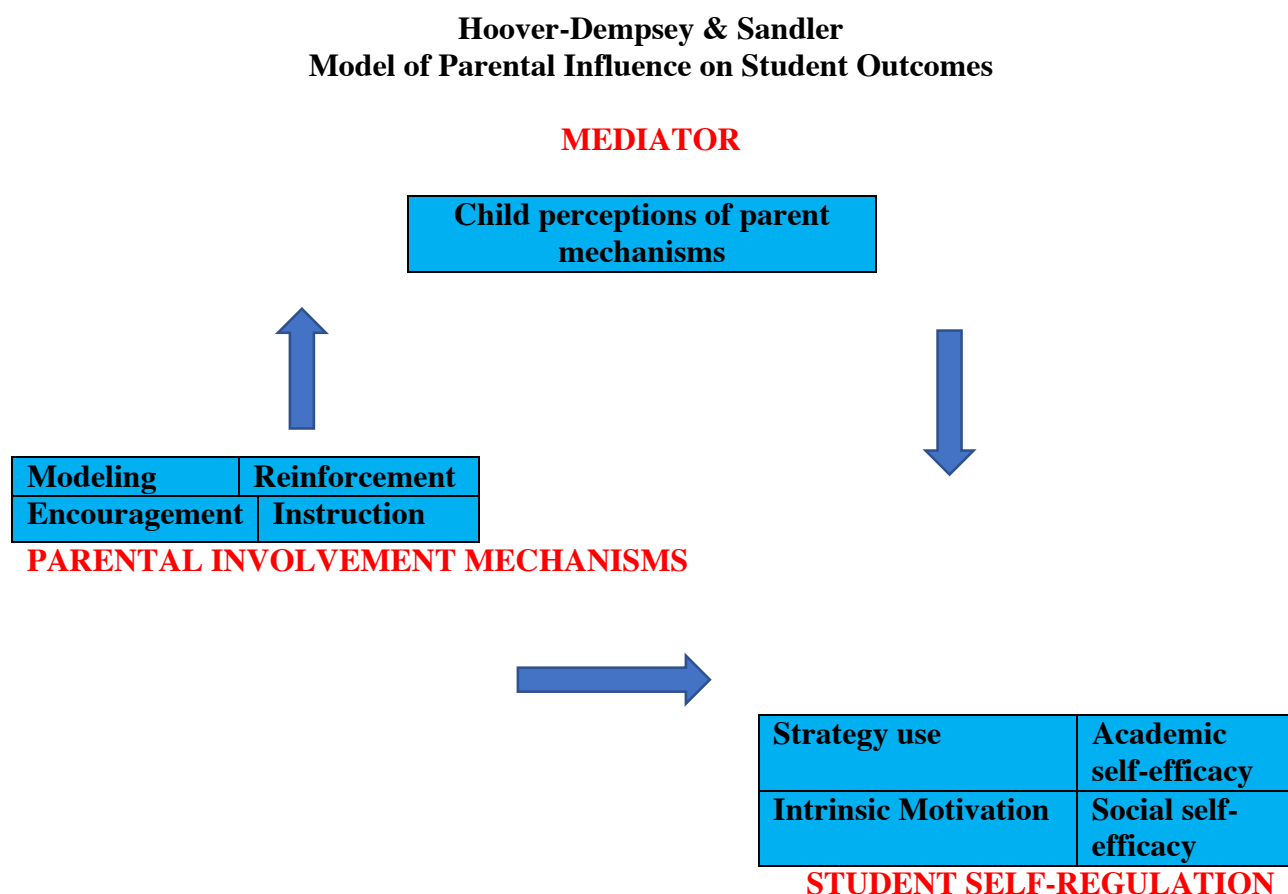 Hoover-Dempsey & Sandler
Model of Parental Influence on Student Outcomes
MEDIATOR
Child perceptions of parent
mechanisms
Modeling Reinforcement
Encouragement Instruction
PARENTAL INVOLVEMENT MECHANISMS
Strategy use
Academic
self-efficacy
Intrinsic Motivation
Social self-
efficacy
STUDENT SELF-REGULATION